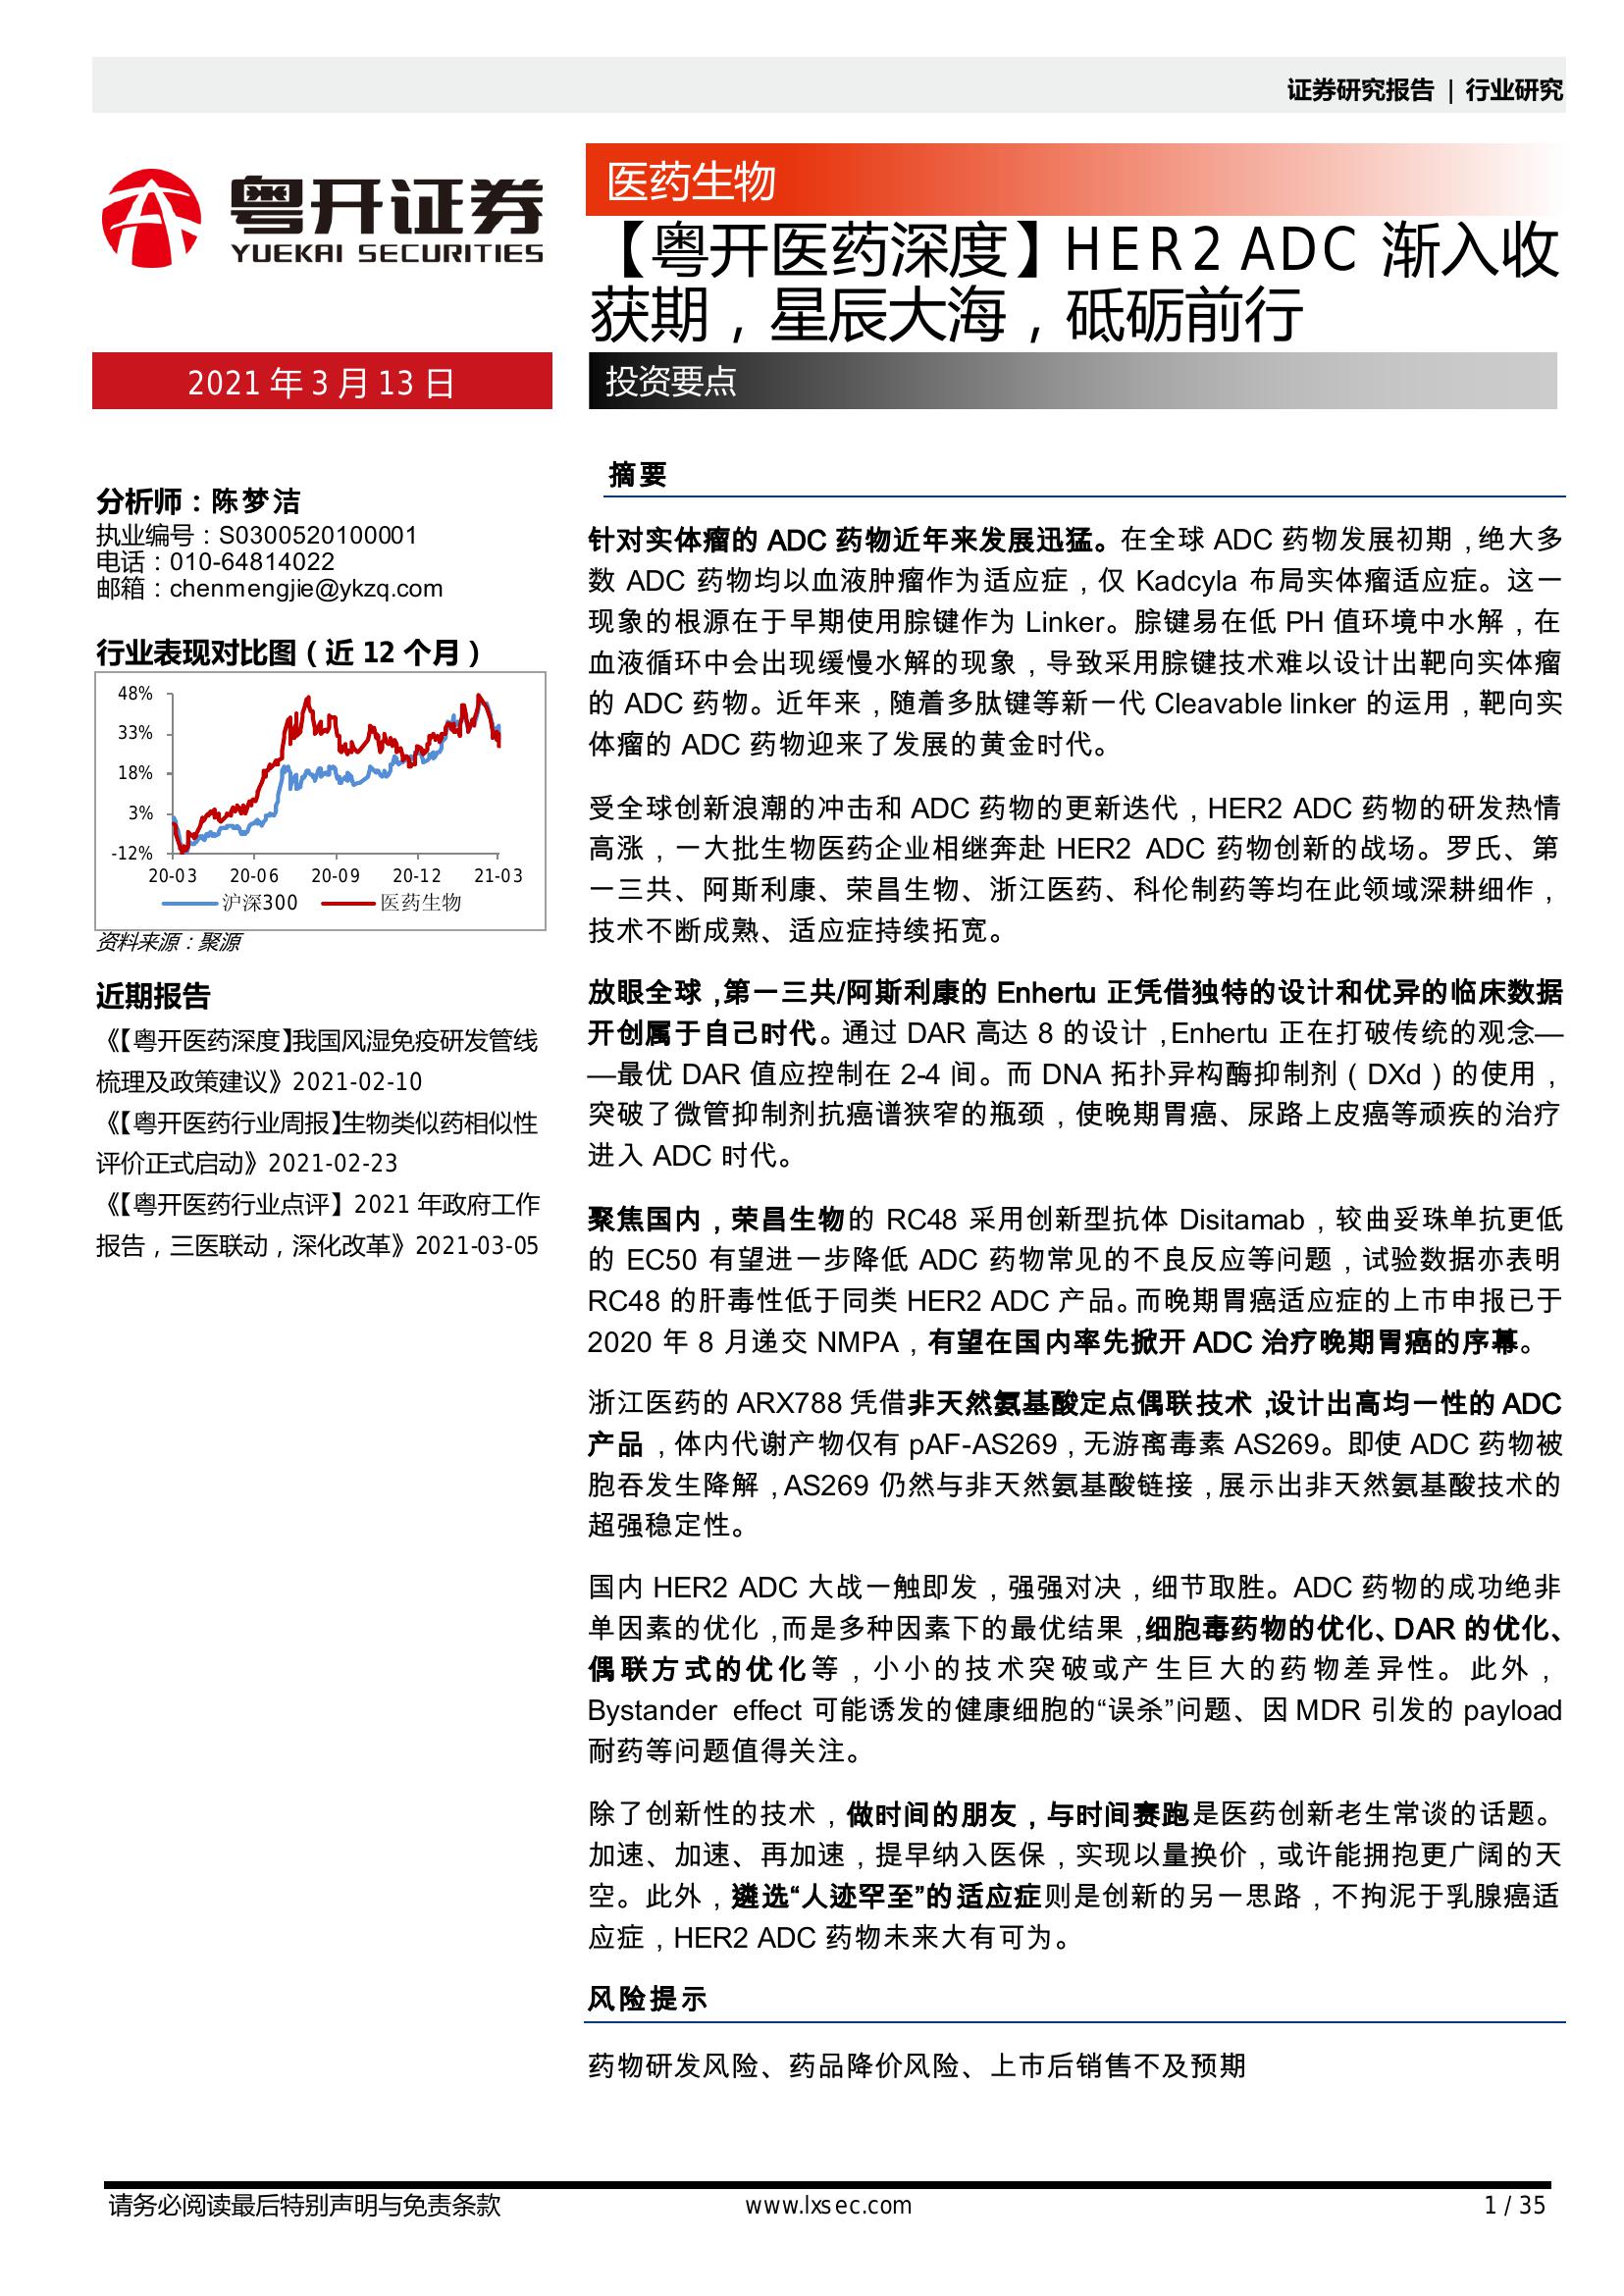 证券研究报告 | 行业研究
粤开证券
YUEKAI SECURITIES
医药生物
【粤开医药深度】HER2 ADC 渐入收
获期，星辰大海，砥砺前行
2021 年 3 月 13 日
投资要点
分析师：陈梦洁
执业编号：S0300520100001
电话：010-64814022
邮箱：chenmengjie@ykzq.com
行业表现对比图（近 12 个月）
48%
33%
18%
3%
-12%
20-03 20-06 20-09 20-12 21-03
沪深300 医药生物
资料来源：聚源
近期报告
《【粤开医药深度】我国风湿免疫研发管线
梳理及政策建议》2021-02-10
《【粤开医药行业周报】生物类似药相似性
评价正式启动》2021-02-23
《【粤开医药行业点评】2021 年政府工作
报告，三医联动，深化改革》2021-03-05
摘要
针对实体瘤的 ADC 药物近年来发展迅猛。在全球 ADC 药物发展初期，绝大多
数 ADC 药物均以血液肿瘤作为适应症，仅 Kadcyla 布局实体瘤适应症。这一
现象的根源在于早期使用腙键作为 Linker。腙键易在低 PH 值环境中水解，在
血液循环中会出现缓慢水解的现象，导致采用腙键技术难以设计出靶向实体瘤
的 ADC 药物。近年来，随着多肽键等新一代 Cleavable linker 的运用，靶向实
体瘤的 ADC 药物迎来了发展的黄金时代。
受全球创新浪潮的冲击和 ADC 药物的更新迭代，HER2 ADC 药物的研发热情
高涨，一大批生物医药企业相继奔赴 HER2 ADC 药物创新的战场。罗氏、第
一三共、阿斯利康、荣昌生物、浙江医药、科伦制药等均在此领域深耕细作，
技术不断成熟、适应症持续拓宽。
放眼全球，第一三共/阿斯利康的 Enhertu 正凭借独特的设计和优异的临床数据
开创属于自己时代。通过 DAR 高达 8 的设计，Enhertu 正在打破传统的观念—
—最优 DAR 值应控制在 2-4 间。而 DNA 拓扑异构酶抑制剂（DXd）的使用，
突破了微管抑制剂抗癌谱狭窄的瓶颈，使晚期胃癌、尿路上皮癌等顽疾的治疗
进入 ADC 时代。
聚焦国内，荣昌生物的 RC48 采用创新型抗体 Disitamab，较曲妥珠单抗更低
的 EC50 有望进一步降低 ADC 药物常见的不良反应等问题，试验数据亦表明
RC48 的肝毒性低于同类 HER2 ADC 产品。而晚期胃癌适应症的上市申报已于
2020 年 8 月递交 NMPA，有望在国内率先掀开 ADC 治疗晚期胃癌的序幕。
浙江医药的 ARX788 凭借非天然氨基酸定点偶联技术，设计出高均一性的 ADC
产品，体内代谢产物仅有 pAF-AS269，无游离毒素 AS269。即使 ADC 药物被
胞吞发生降解，AS269 仍然与非天然氨基酸链接，展示出非天然氨基酸技术的
超强稳定性。
国内 HER2 ADC 大战一触即发，强强对决，细节取胜。ADC 药物的成功绝非
单因素的优化，而是多种因素下的最优结果，细胞毒药物的优化、DAR 的优化、
偶联方式的优化等，小小的技术突破或产生巨大的药物差异性。此外，
Bystander effect 可能诱发的健康细胞的“误杀”问题、因 MDR 引发的 payload
耐药等问题值得关注。
除了创新性的技术，做时间的朋友，与时间赛跑是医药创新老生常谈的话题。
加速、加速、再加速，提早纳入医保，实现以量换价，或许能拥抱更广阔的天
空。此外，遴选“人迹罕至”的适应症则是创新的另一思路，不拘泥于乳腺癌适
应症，HER2 ADC 药物未来大有可为。
风险提示
药物研发风险、药品降价风险、上市后销售不及预期
请务必阅读最后特别声明与免责条款 www.lxsec.com 1 / 35